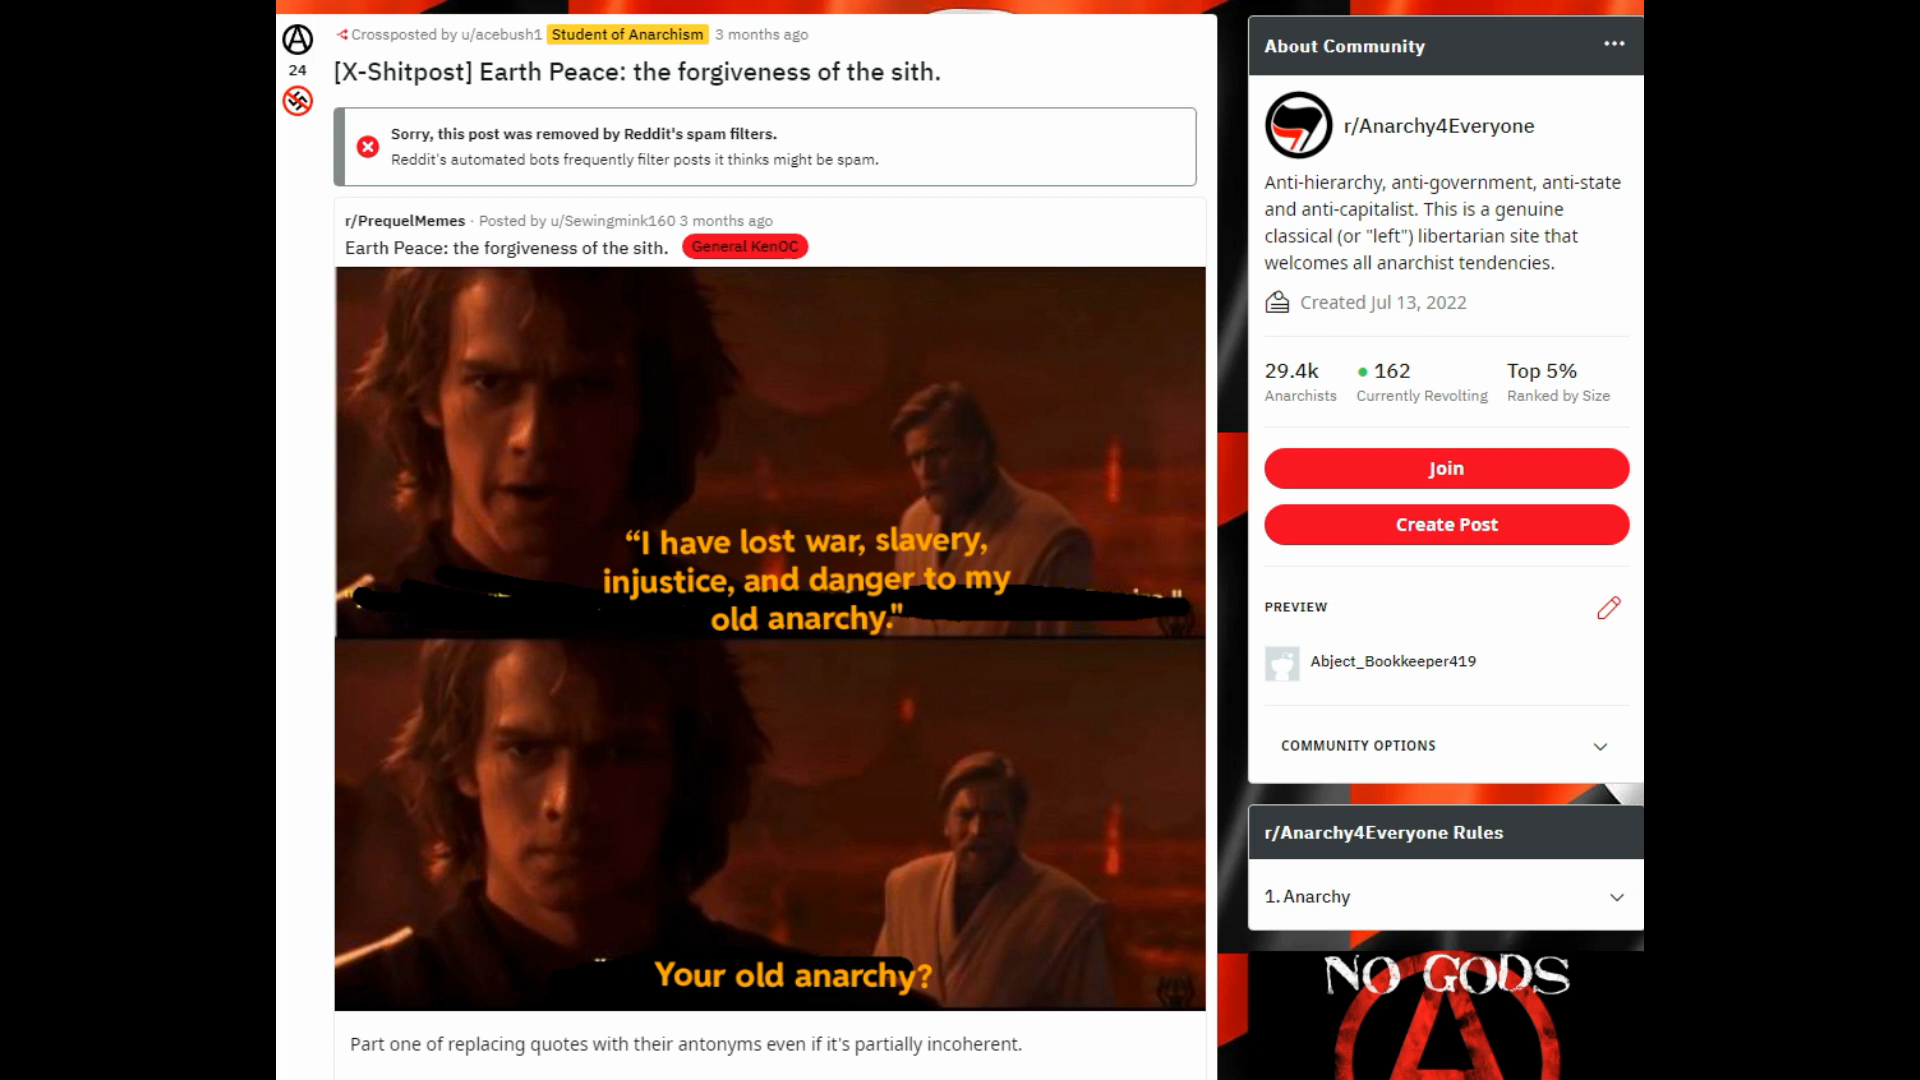 Crossposted by u/acebush1 Student of Anarchism 3 months ago
24
[X-Shitpost] Earth Peace: the forgiveness of the sith.
Sorry, this post was removed by Reddit's spam filters.
Reddit's automated bots frequently filter posts it thinks might be spam.
r/PrequelMemes · Posted by u/Sewingmink160 3 months ago
Earth Peace: the forgiveness of the sith. General KenOC
“I have lost war, slavery,
injustice, and danger to my
old anarchy."
Your old anarchy?
Part one of replacing quotes with their antonyms even if it's partially incoherent.
About Community
r/Anarchy4Everyone
Anti-hierarchy, anti-government, anti-state
and anti-capitalist. This is a genuine
classical (or "left") libertarian site that
welcomes all anarchist tendencies.
Created Jul 13, 2022
29.4k 162 Top 5%
Anarchists Currently Revolting Ranked by Size
Join
Create Post
PREVIEW
Abject_Bookkeeper419
COMMUNITY OPTIONS
r/Anarchy4Everyone Rules
1. Anarchy
NO GODS